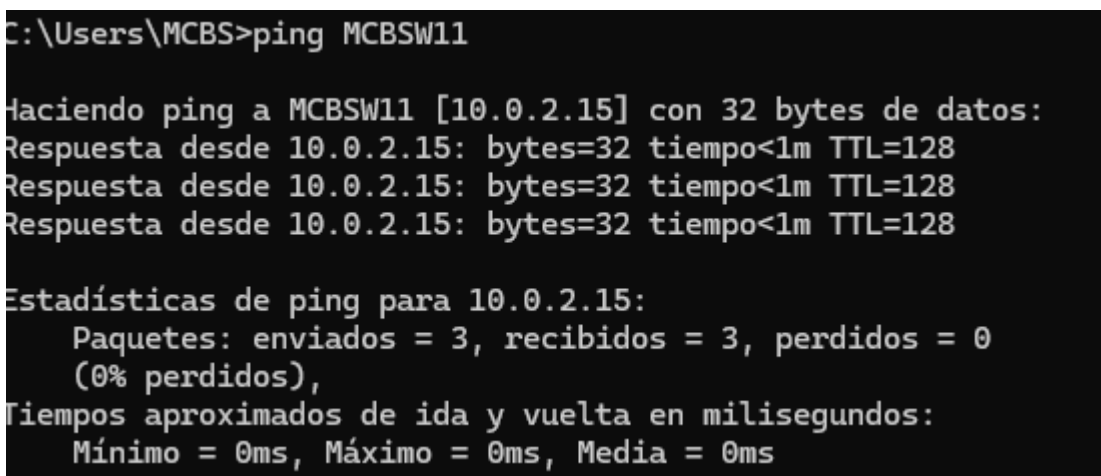 C:\Users\MCBS>ping MCBSW11
Haciendo ping a MCBSW11 [10.0.2.15] con 32 bytes de datos:
Respuesta desde 10.0.2.15: bytes=32 tiempo<1m TTL=128
Respuesta desde 10.0.2.15: bytes=32 tiempo<1m TTL=128
Respuesta desde 10.0.2.15: bytes=32 tiempo<1m TTL=128
Estadísticas de ping para 10.0.2.15:
Paquetes: enviados = 3, recibidos = 3, perdidos = 0
(0% perdidos),
Tiempos aproximados de ida y vuelta en milisegundos:
Mínimo = 0ms, Máximo = 0ms, Media = 0ms